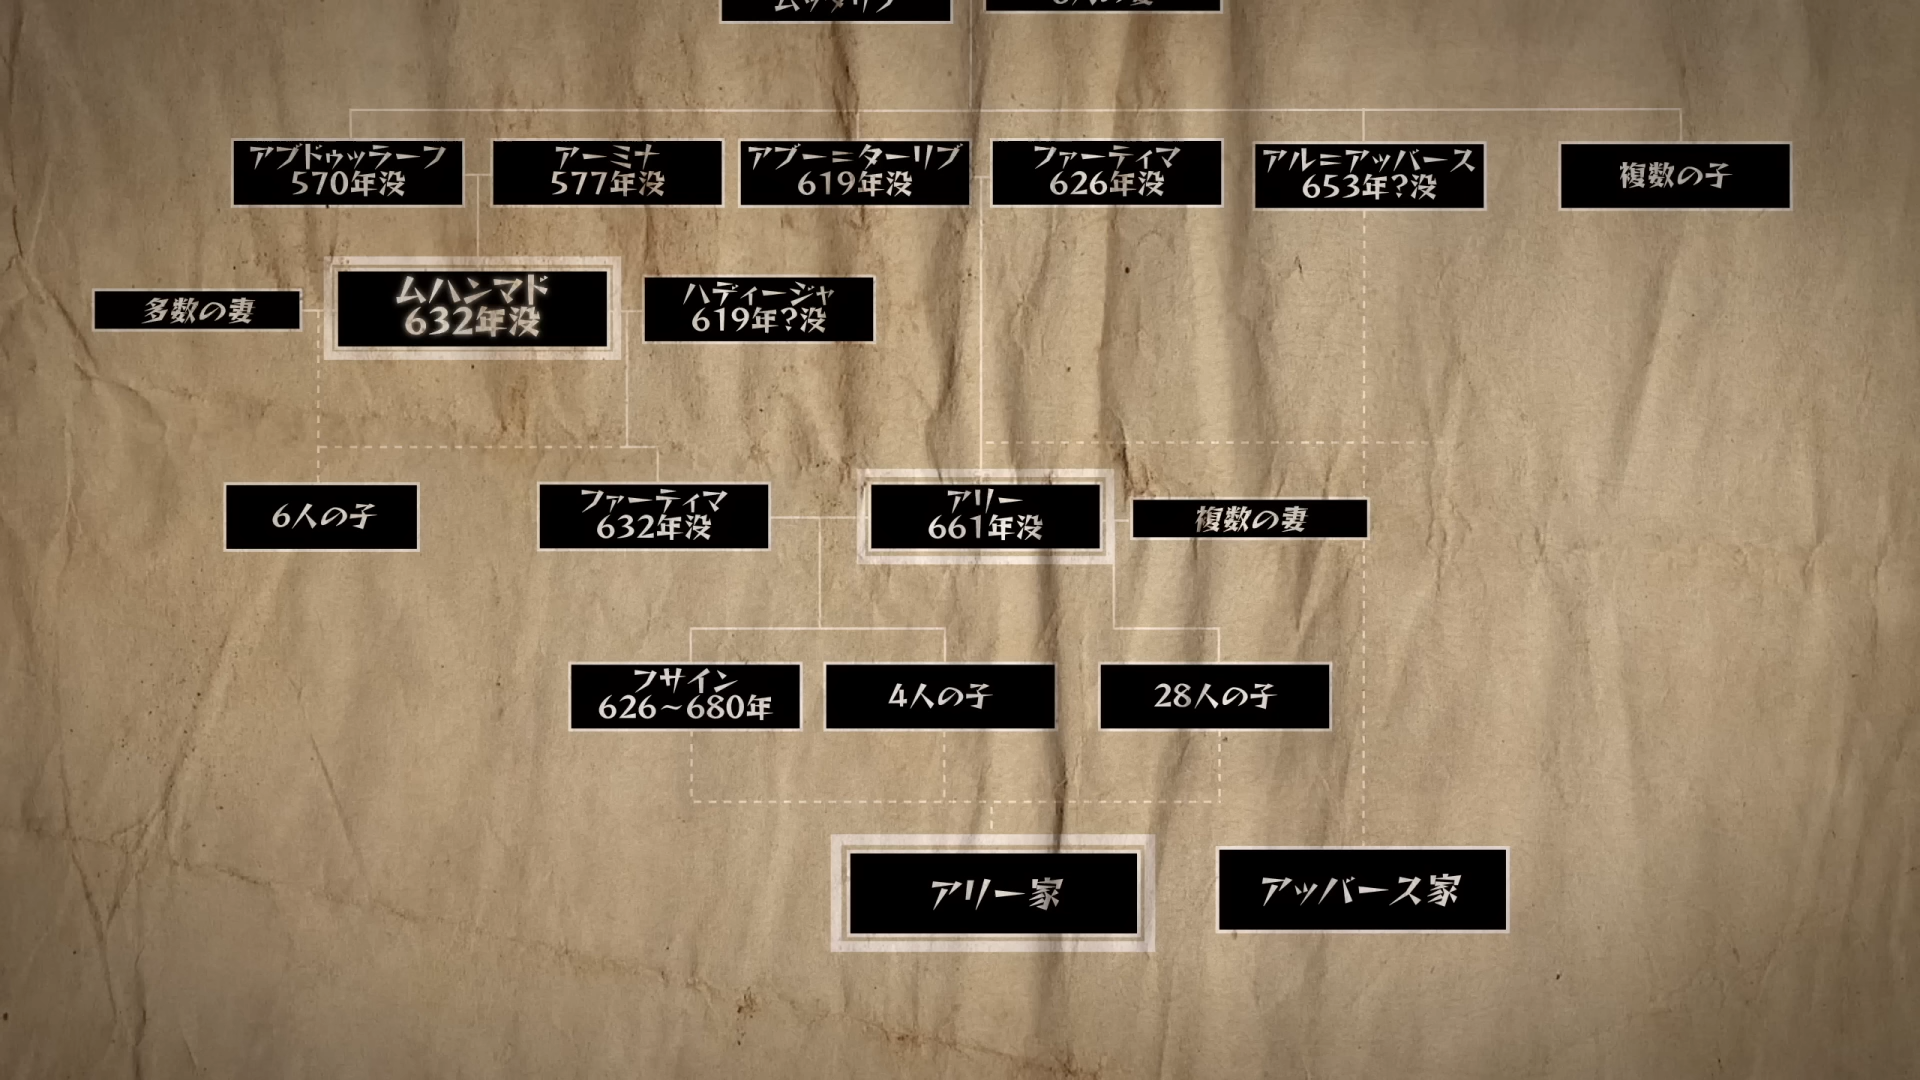 アブドゥッラーフ
570年没
アーミナ
577年没
アブー=ターリブ
619年没
ファーティマ
626年没
アル=アッバース
653年?没
複数の子
多数の妻
ムハンマド
632年没
ハディージャ
619年?没
6人の子
ファーティマ
632年没
アリー
661年没
複数の妻
フサイン
626~680年
4人の子
28人の子
アリー家
アッバース家